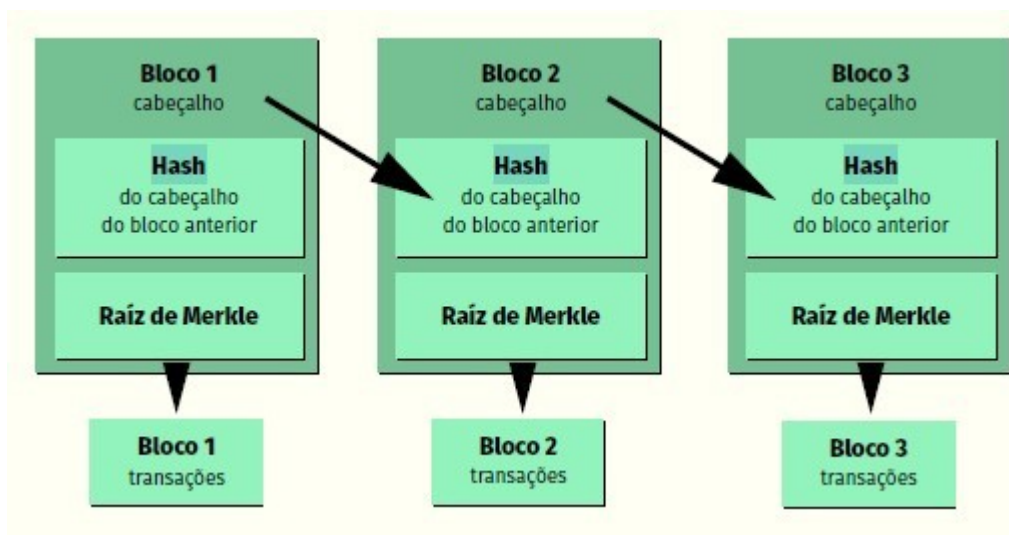 Bloco 1
cabeçalho
Hash
do cabeçalho
do bloco anterior
Raíz de Merkle
Bloco 1
transações
Bloco 2
cabeçalho
Hash
do cabeçalho
do bloco anterior
Raíz de Merkle
Bloco 2
transações
Bloco 3
cabeçalho
Hash
do cabeçalho
do bloco anterior
Raíz de Merkle
Bloco 3
transações